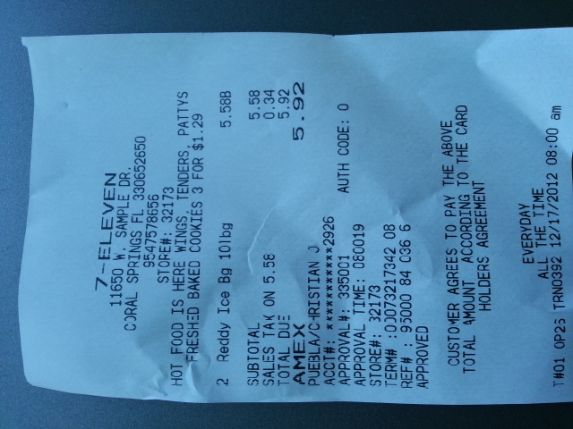 7-ELEVEN
11650 W. SAMPLE DR.
CORAL SPRINGS FL 330652650
9547578656
STORE#: 32173
HOT FOOD IS HERE WINGS, TENDERS, PATTYS
FRESHED BAKED COOKIES 3 FOR $1.29
2 Reddy Ice Bg 10lbg 5.58B
SUBTOTAL 5.58
SALES TAX ON 5.58 0.34
TOTAL DUE 5.92
AMEX 5.92
PUEBLA/CHRISTIAN J
ACCT#: ************2926
APPROVAL#: 335001 AUTH CODE: 0
APPROVAL TIME: 080019
STORE#: 32173
TERM# :00073217342 08
REF# : 95000 84 036 6
APPROVED
CUSTOMER AGREES TO PAY THE ABOVE
TOTAL AMOUNT ACCORDING TO THE CARD
HOLDERS AGREEMENT
EVERYDAY
ALL THE TIME
T#01 OP25 TRN0392 12/17/2012 08:00 am